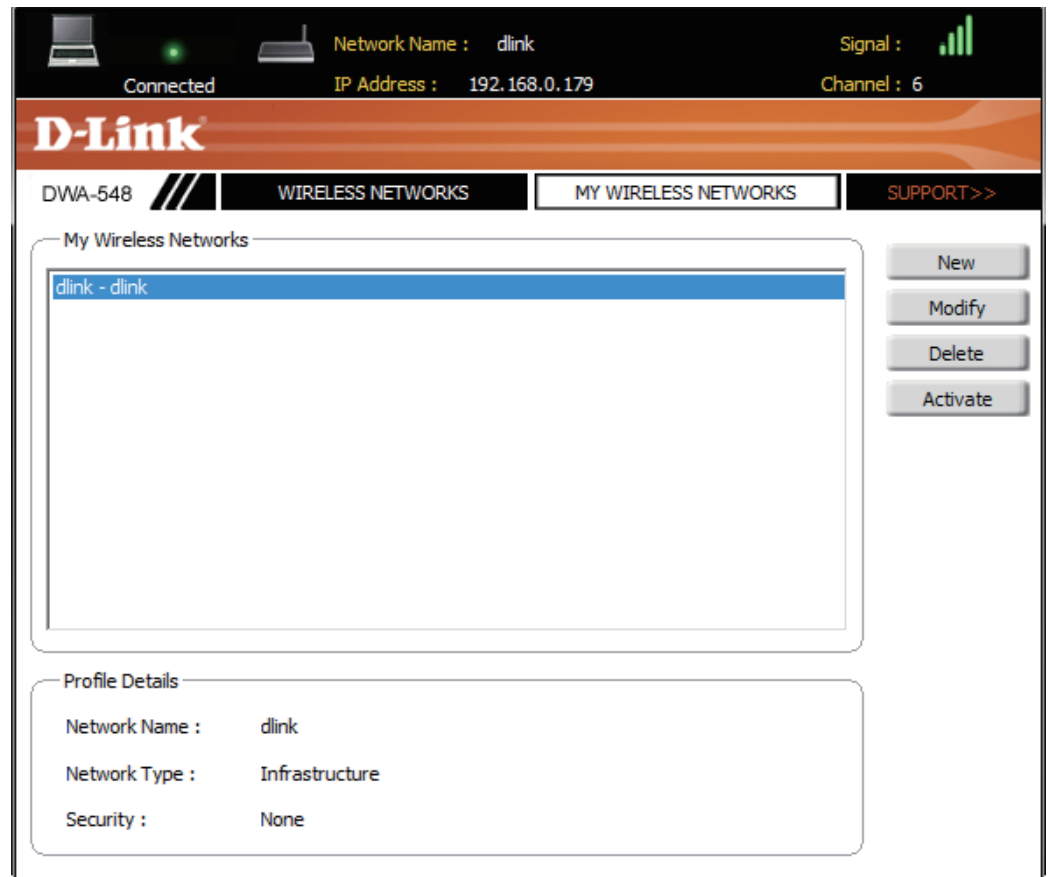 Network Name : dlink Signal :
Connected IP Address : 192.168.0.179 Channel : 6
D-Link
DWA-548 WIRELESS NETWORKS MY WIRELESS NETWORKS SUPPORT>>
My Wireless Networks
dlink - dlink
New
Modify
Delete
Activate
Profile Details
Network Name : dlink
Network Type : Infrastructure
Security : None